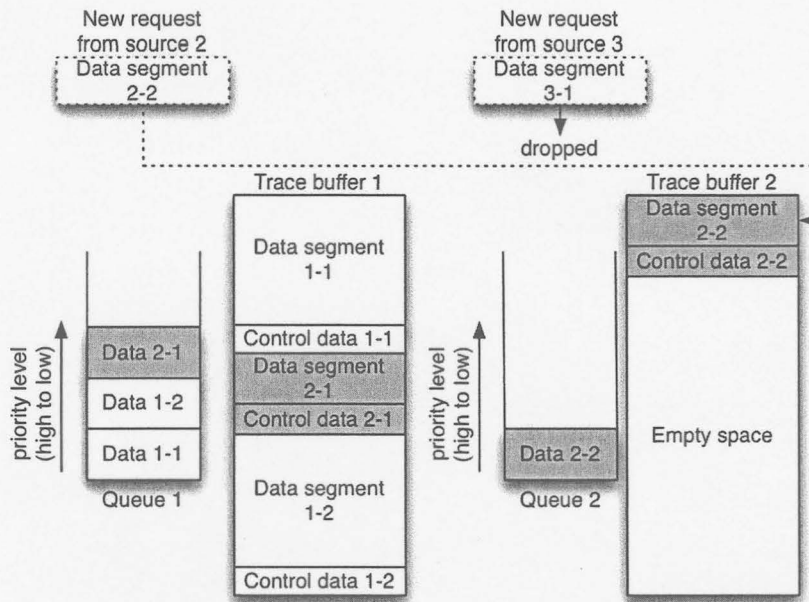 New request
from source 2
Data segment
2-2
New request
from source 3
Data segment
3-1
dropped
Trace buffer 1
Data segment
1-1
Control data 1-1
Data segment
2-1
Control data 2-1
Data segment
1-2
Control data 1-2
priority level
(high to low)
Data 2-1
Data 1-2
Data 1-1
Queue 1
Trace buffer 2
Data segment
2-2
Control data 2-2
Empty space
priority level
(high to low)
Data 2-2
Queue 2